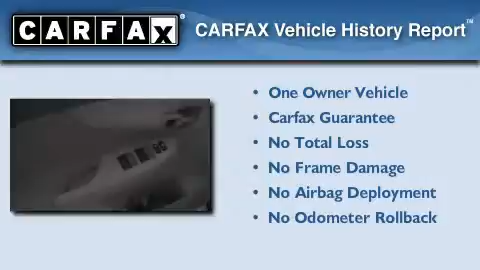 CARFAX® CARFAX Vehicle History Report™
• One Owner Vehicle
• Carfax Guarantee
• No Total Loss
• No Frame Damage
• No Airbag Deployment
• No Odometer Rollback